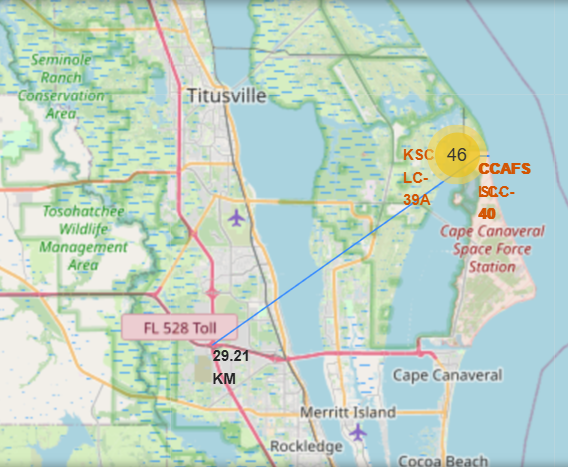 Seminole
Ranch
Conservation
Area
Titusville
KSC
LC-
39A
46
CCAFS
SLC-
40
Tosohatchee
Wildlife
Management
Area
Cape Canaveral
Space Force
Station
FL 528 Toll
29.21
KM
Cape Canaveral
Merritt Island
Rockledge
Cocoa Beach